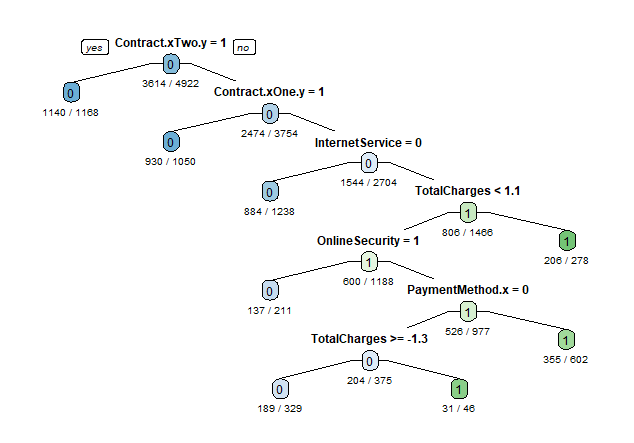 Contract.xTwo.y = 1
yes
no
0
3614 / 4922
Contract.xOne.y = 1
0
1140 / 1168
0
2474 / 3754
InternetService = 0
0
930 / 1050
0
1544 / 2704
TotalCharges < 1.1
0
884 / 1238
1
806 / 1466
OnlineSecurity = 1
1
600 / 1188
1
206 / 278
PaymentMethod.x = 0
0
137 / 211
1
526 / 977
TotalCharges >= -1.3
0
204 / 375
1
355 / 602
0
189 / 329
1
31 / 46